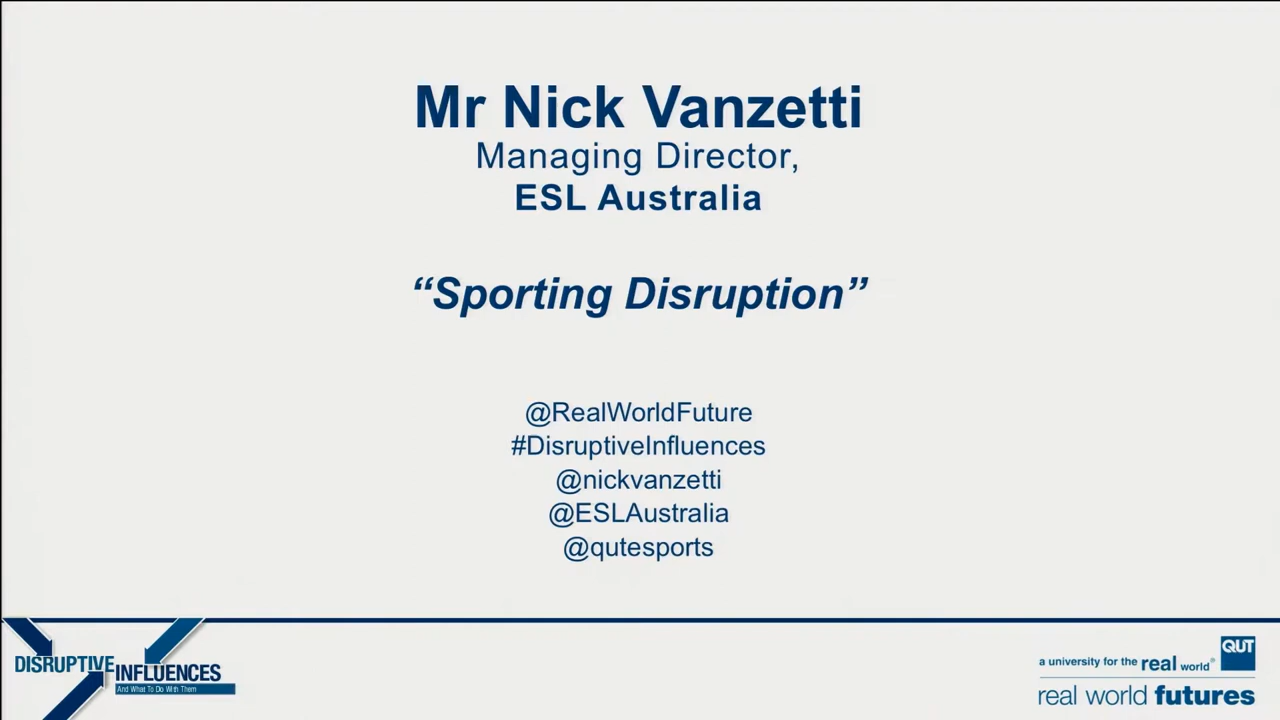 Mr Nick Vanzetti
Managing Director,
ESL Australia
“Sporting Disruption”
@RealWorldFuture
#DisruptiveInfluences
@nickvanzetti
@ESLAustralia
@qutesports
DISRUPTIVE INFLUENCES
And What To Do With Them
a university for the real world®
QUT
real world futures